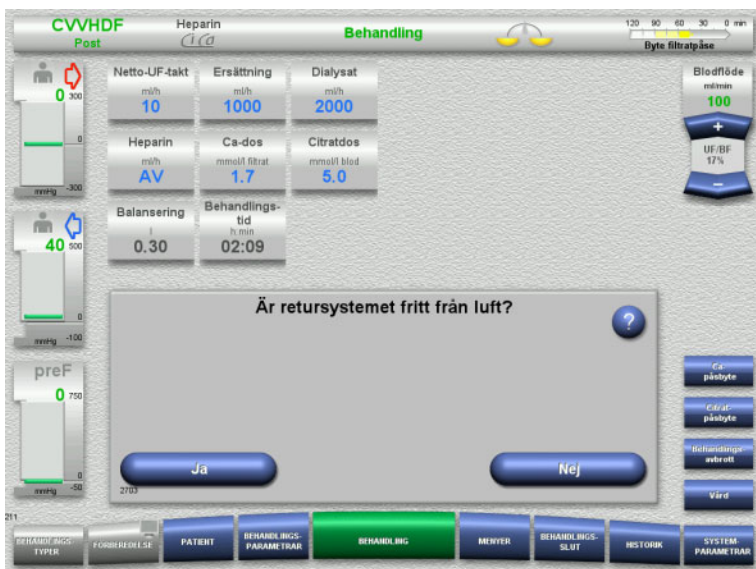 CVVHDF
Post
Heparin
Cica
Behandling
120 90 60 30 0 min
Byte filtratpåse
0
300
0
mmHg -300
Netto-UF-takt
ml/h
10
Ersättning
ml/h
1000
Dialysat
ml/h
2000
Blodflöde
ml/min
100
+
UF/BF
17%
−
Heparin
ml/h
AV
Ca-dos
mmol/l filtrat
1.7
Citratdos
mmol/l blod
5.0
40
500
0
mmHg -100
Balansering
l
0.30
Behandlings-
tid
h:min
02:09
Är retursystemet fritt från luft?
?
preF
0
750
0
mmHg -50
Ja
Nej
2703
Ca-
påsbyte
Citrat-
påsbyte
Behandlings-
avbrott
Vård
211
BEHANDLINGS-
TYPER
FÖRBEREDELSE
PATIENT
BEHANDLINGS-
PARAMETRAR
BEHANDLING
MENYER
BEHANDLINGS-
SLUT
HISTORIK
SYSTEM-
PARAMETRAR